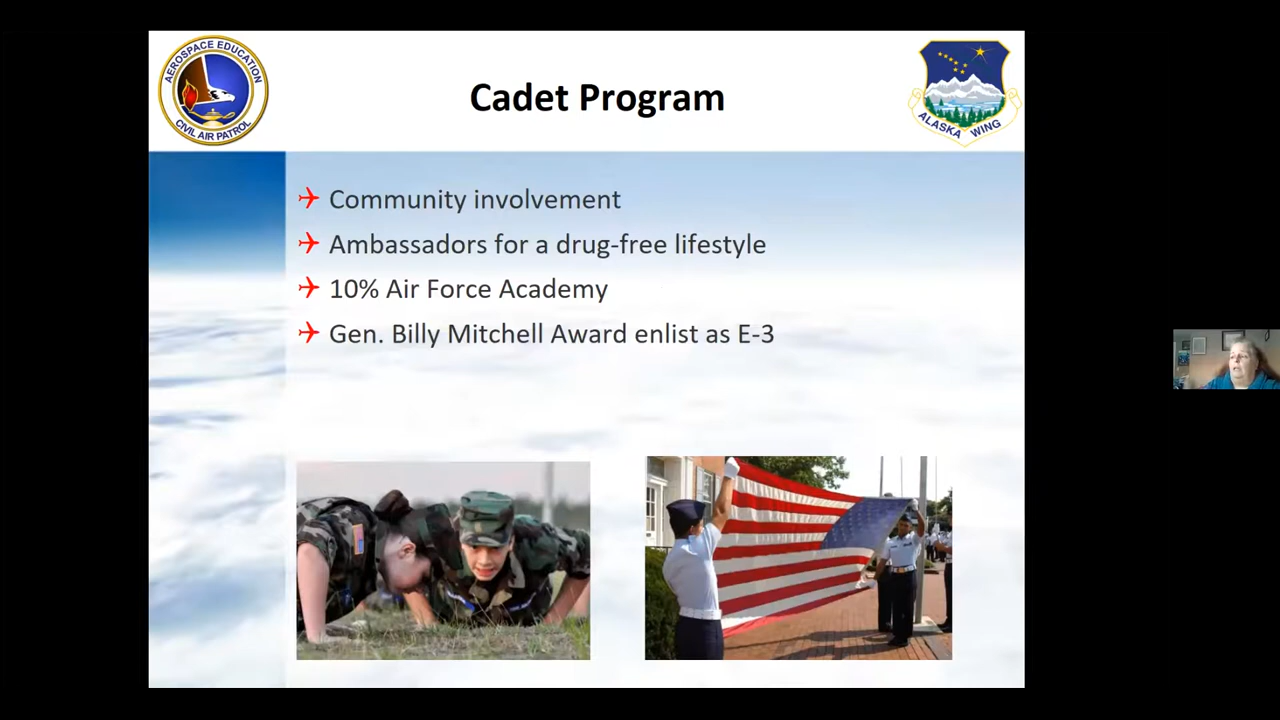 AEROSPACE EDUCATION
CIVIL AIR PATROL
Cadet Program
ALASKA WING
Community involvement
Ambassadors for a drug-free lifestyle
10% Air Force Academy
Gen. Billy Mitchell Award enlist as E-3